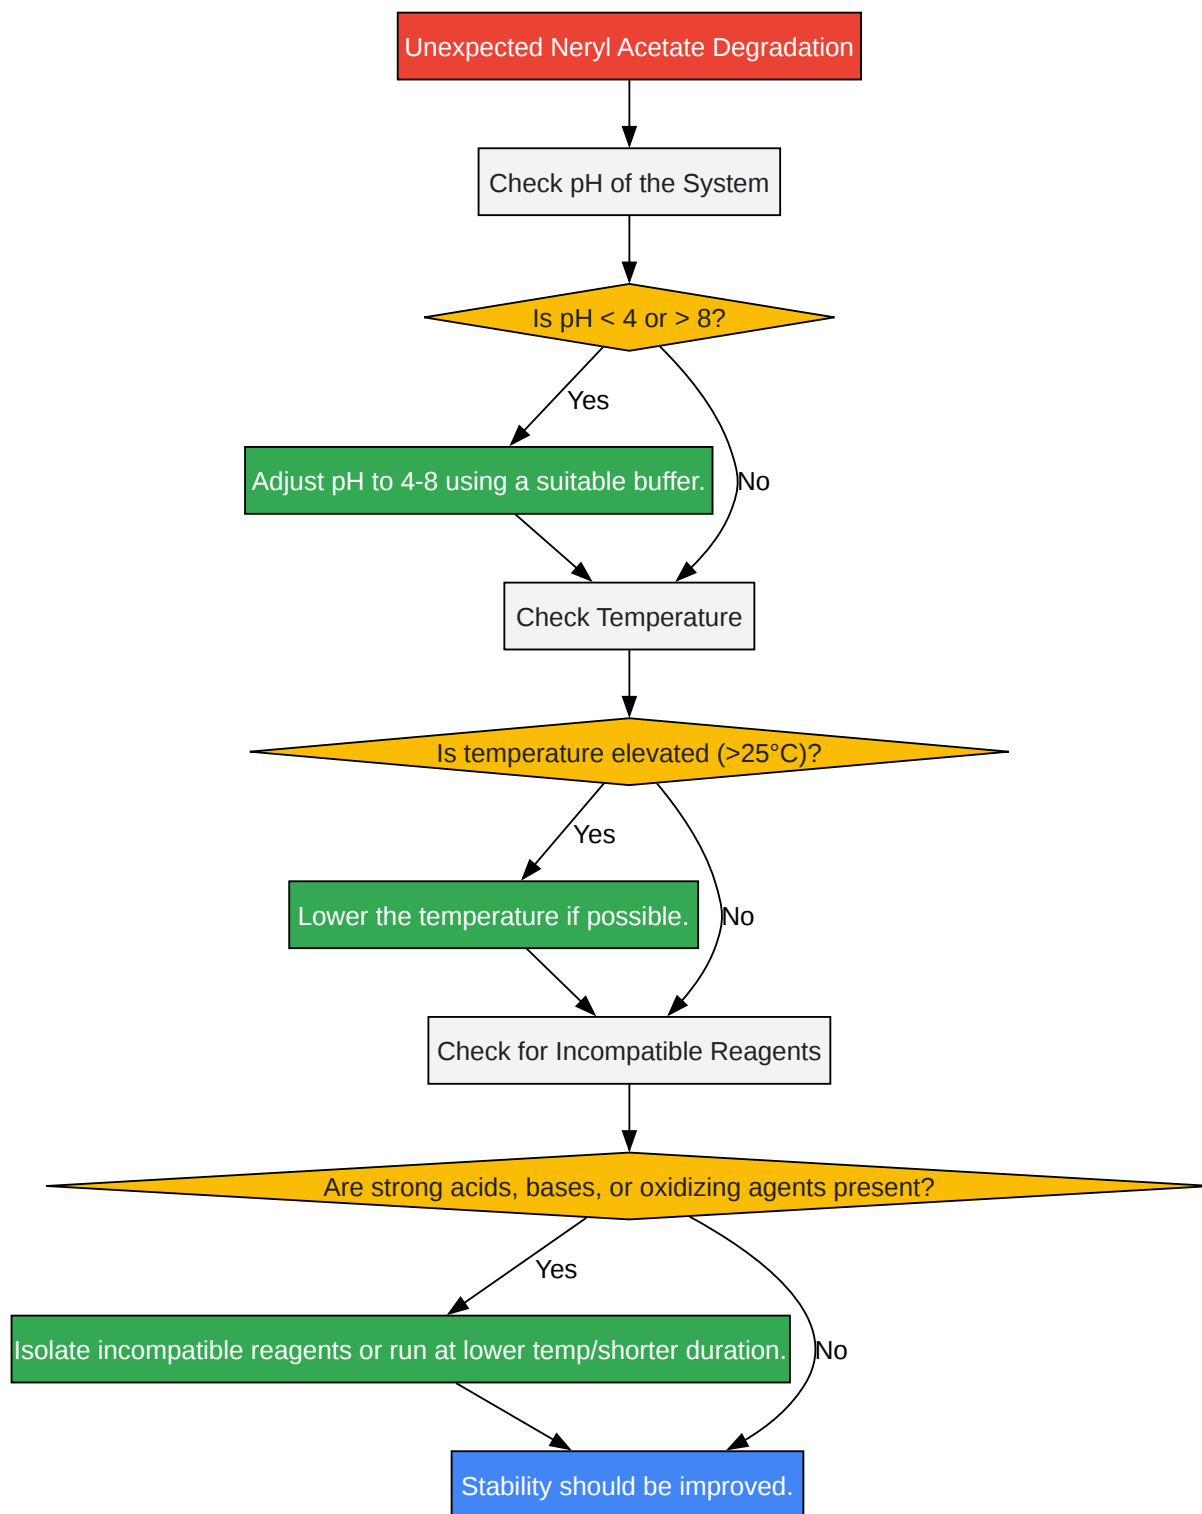 Unexpected Neryl Acetate Degradation
Check pH of the System
Is pH < 4 or > 8?
Yes
Adjust pH to 4-8 using a suitable buffer.
No
Check Temperature
Is temperature elevated (>25°C)?
Yes
Lower the temperature if possible.
No
Check for Incompatible Reagents
Are strong acids, bases, or oxidizing agents present?
Yes
Isolate incompatible reagents or run at lower temp/shorter duration.
No
Stability should be improved.